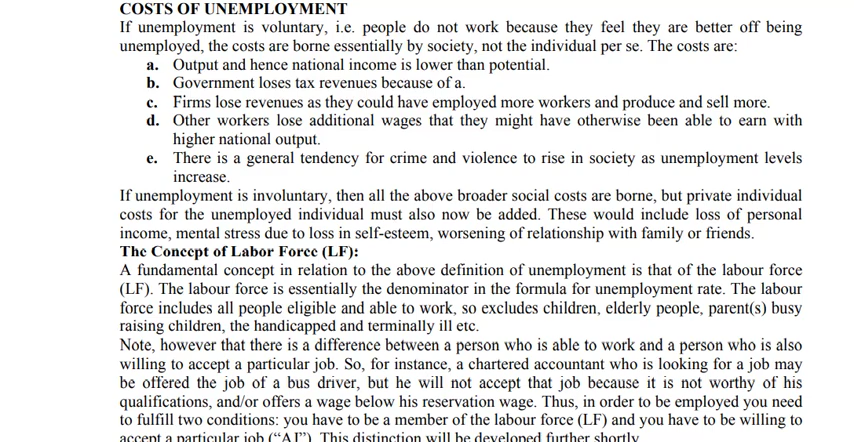 COSTS OF UNEMPLOYMENT
If unemployment is voluntary, i.e. people do not work because they feel they are better off being
unemployed, the costs are borne essentially by society, not the individual per se. The costs are:
a. Output and hence national income is lower than potential.
b. Government loses tax revenues because of a.
c. Firms lose revenues as they could have employed more workers and produce and sell more.
d. Other workers lose additional wages that they might have otherwise been able to earn with
higher national output.
e. There is a general tendency for crime and violence to rise in society as unemployment levels
increase.
If unemployment is involuntary, then all the above broader social costs are borne, but private individual
costs for the unemployed individual must also now be added. These would include loss of personal
income, mental stress due to loss in self-esteem, worsening of relationship with family or friends.
The Concept of Labor Force (LF):
A fundamental concept in relation to the above definition of unemployment is that of the labour force
(LF). The labour force is essentially the denominator in the formula for unemployment rate. The labour
force includes all people eligible and able to work, so excludes children, elderly people, parent(s) busy
raising children, the handicapped and terminally ill etc.
Note, however that there is a difference between a person who is able to work and a person who is also
willing to accept a particular job. So, for instance, a chartered accountant who is looking for a job may
be offered the job of a bus driver, but he will not accept that job because it is not worthy of his
qualifications, and/or offers a wage below his reservation wage. Thus, in order to be employed you need
to fulfill two conditions: you have to be a member of the labour force (LF) and you have to be willing to
accept a particular job ("AJ"). This distinction will be developed further shortly.